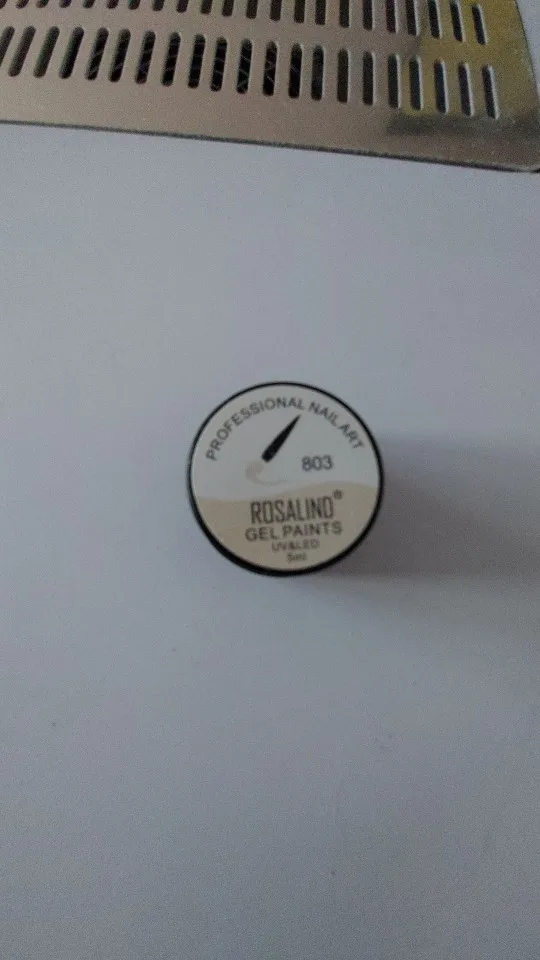 PROFESSIONAL NAIL ART
803
ROSALIND®
GEL PAINTS
UV&LED
5ml